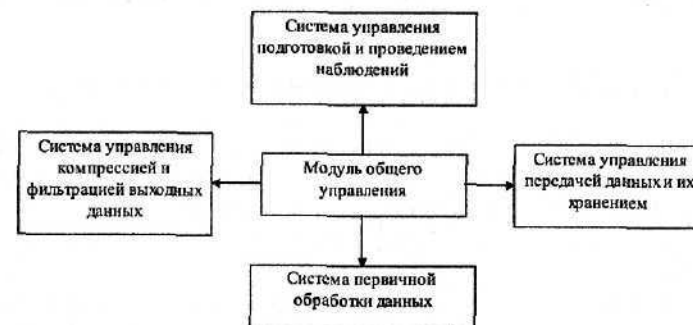 Система управления
подготовкой и проведением
наблюдений
Система управления
компрессией и
фильтрацией выходных
данных
Модуль общего
управления
Система управления
передачей данных и их
хранением
Система первичной
обработки данных